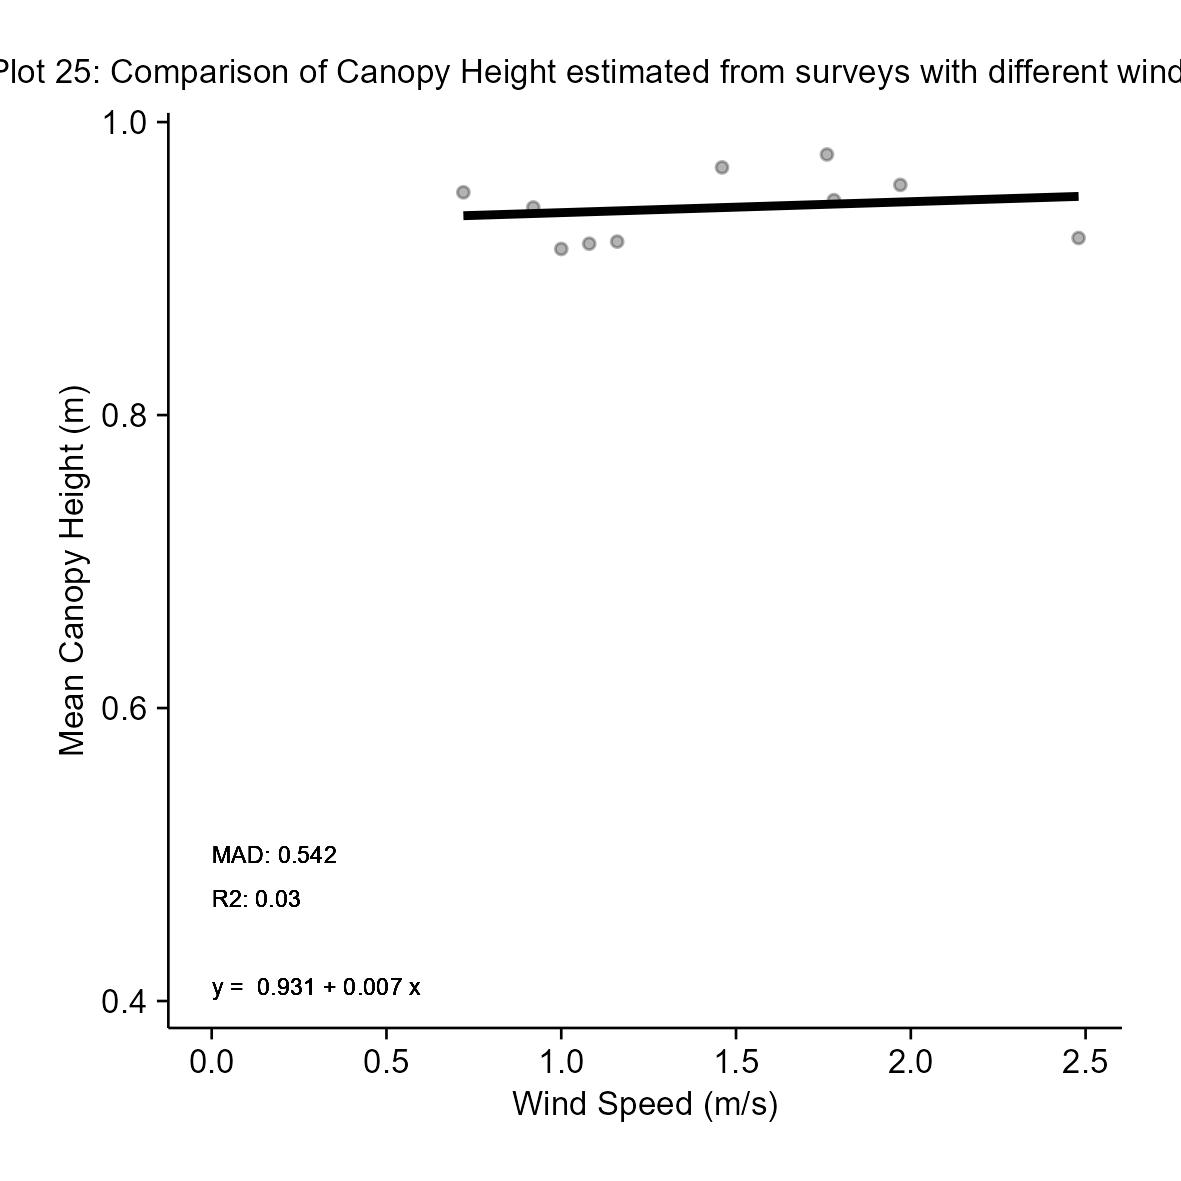 Plot 25: Comparison of Canopy Height estimated from surveys with different wind
1.0
0.8
0.6
0.4
Mean Canopy Height (m)
MAD: 0.542
R2: 0.03
y =  0.931 + 0.007 x
0.0 0.5 1.0 1.5 2.0 2.5
Wind Speed (m/s)